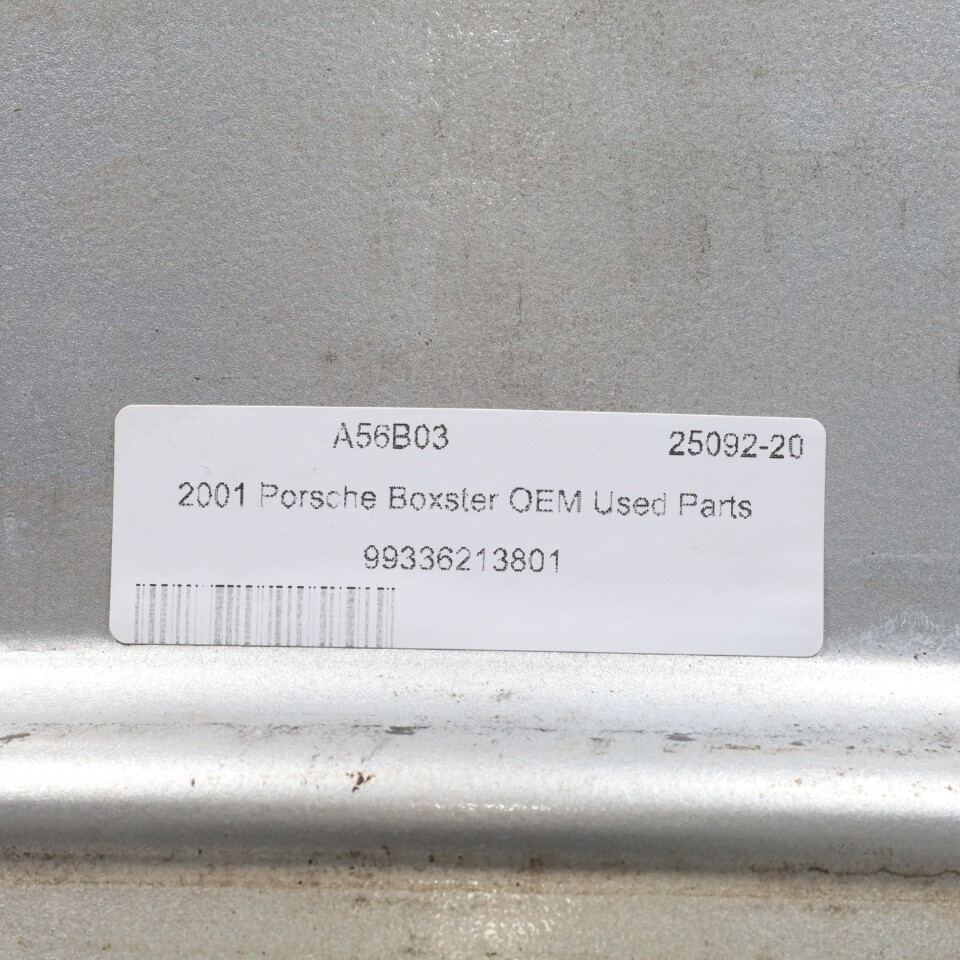 A56B03 25092-20
2001 Porsche Boxster OEM Used Parts
99336213801